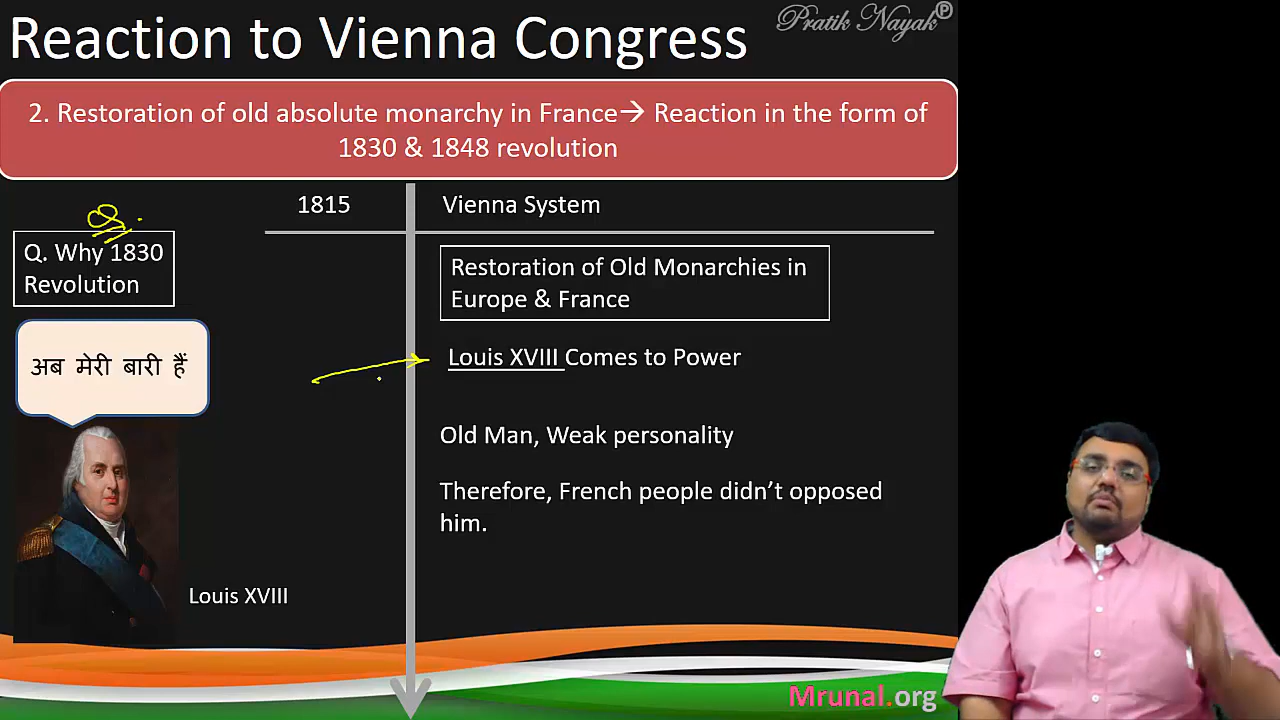 Reaction to Vienna Congress
Pratik Nayak
2. Restoration of old absolute monarchy in France→ Reaction in the form of
1830 & 1848 revolution
1815
Vienna System
Q. Why 1830
Revolution
Restoration of Old Monarchies in
Europe & France
अब मेरी बारी हैं
Louis XVIII Comes to Power
Old Man, Weak personality
Therefore, French people didn’t opposed
him.
Louis XVIII
Mrunal.org